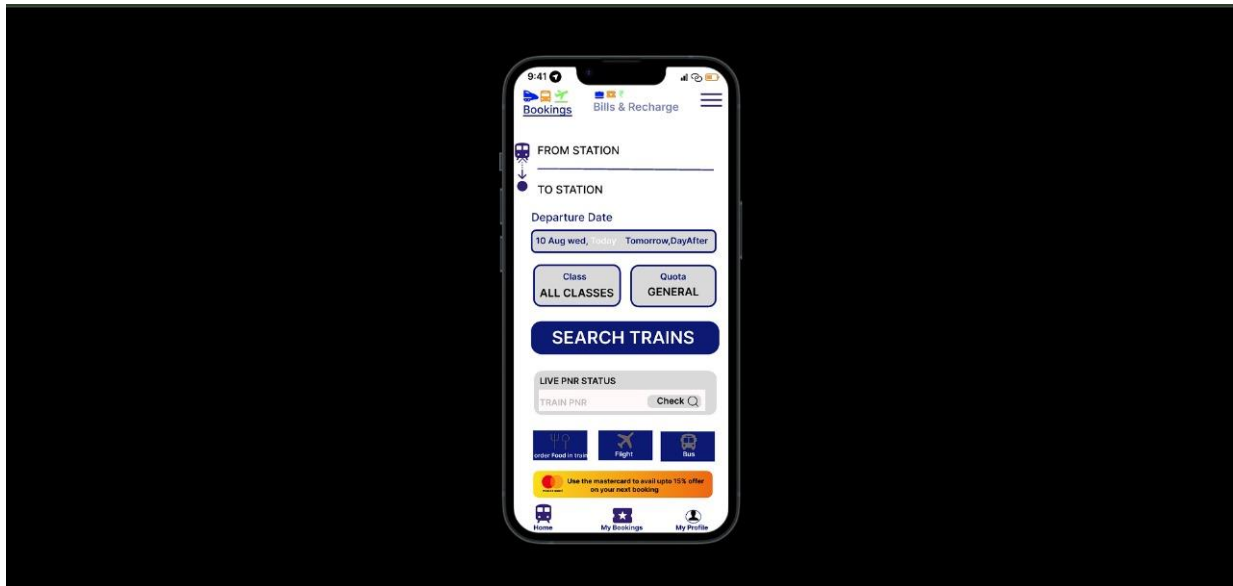 9:41
Bookings
Bills & Recharge
FROM STATION
TO STATION
Departure Date
10 Aug wed, Today Tomorrow,DayAfter
Class
ALL CLASSES
Quota
GENERAL
SEARCH TRAINS
LIVE PNR STATUS
TRAIN PNR
Check
order Food in train
Flight
Bus
Use the mastercard to avail upto 15% offer
on your next booking
Home
My Bookings
My Profile